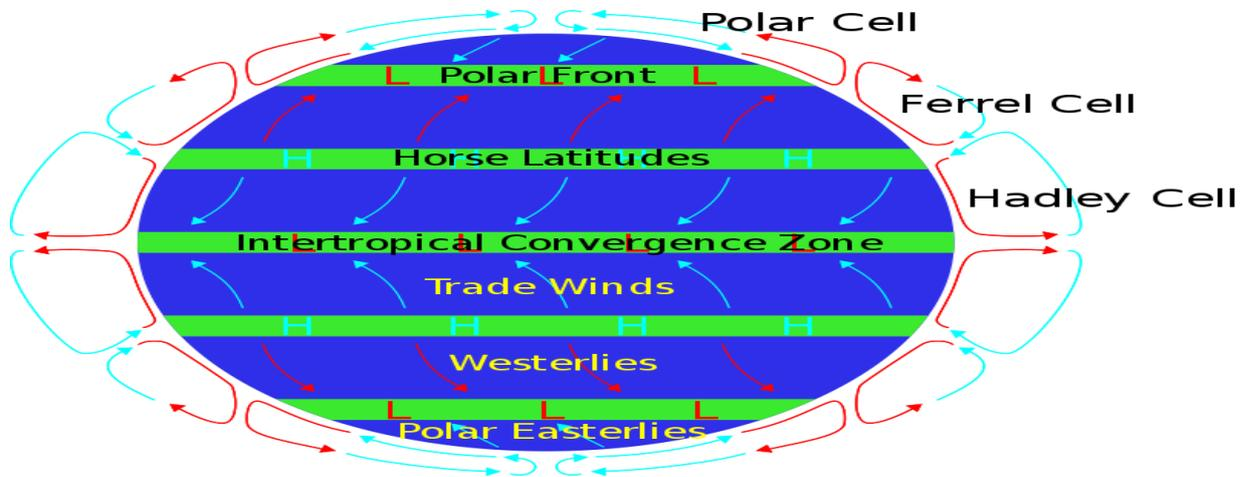 Polar Cell
L Polar L Front L
Ferrel Cell
H Horse Latitudes H H H
Hadley Cell
Intertropical Convergence Zone
L L L L
Trade Winds
H H H H
Westerlies
L L L
Polar Easterlies